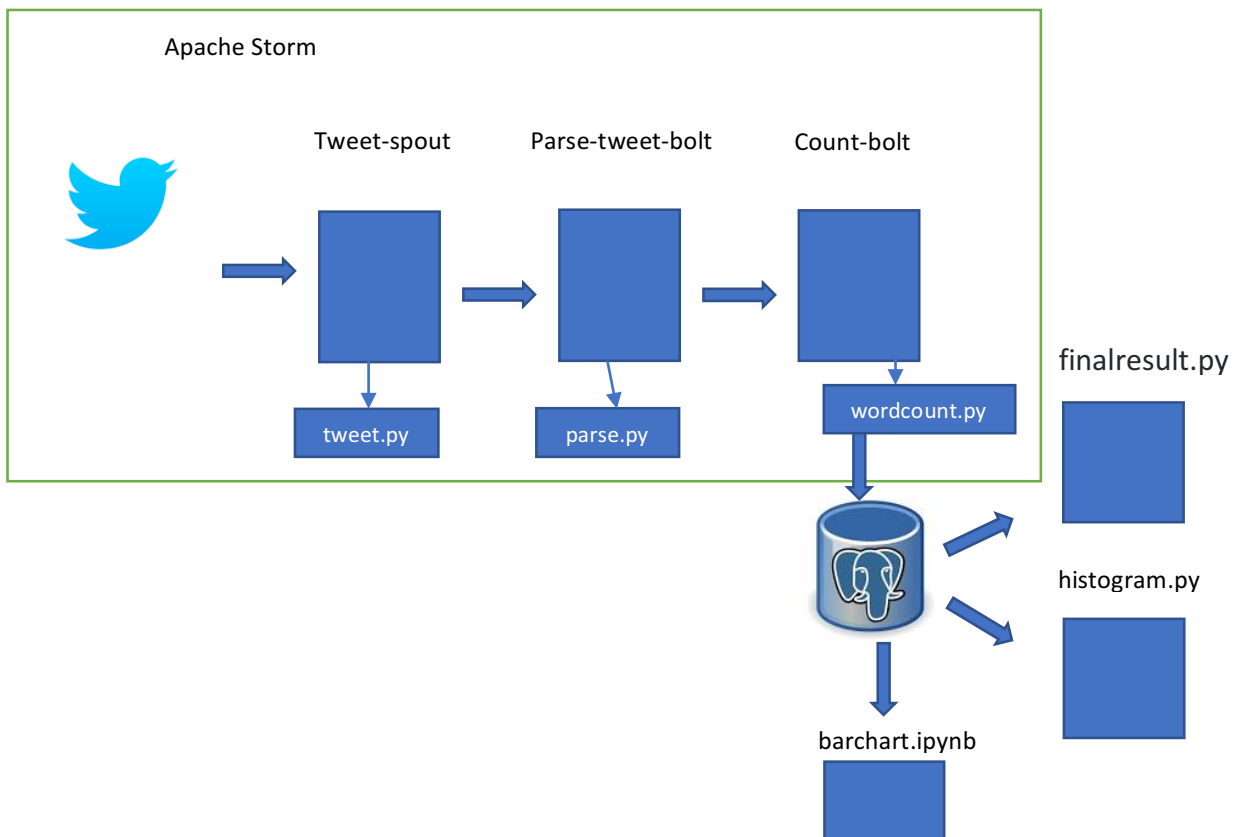 Apache Storm
Tweet-spout
Parse-tweet-bolt
Count-bolt
tweet.py
parse.py
wordcount.py
finalresult.py
histogram.py
barchart.ipynb